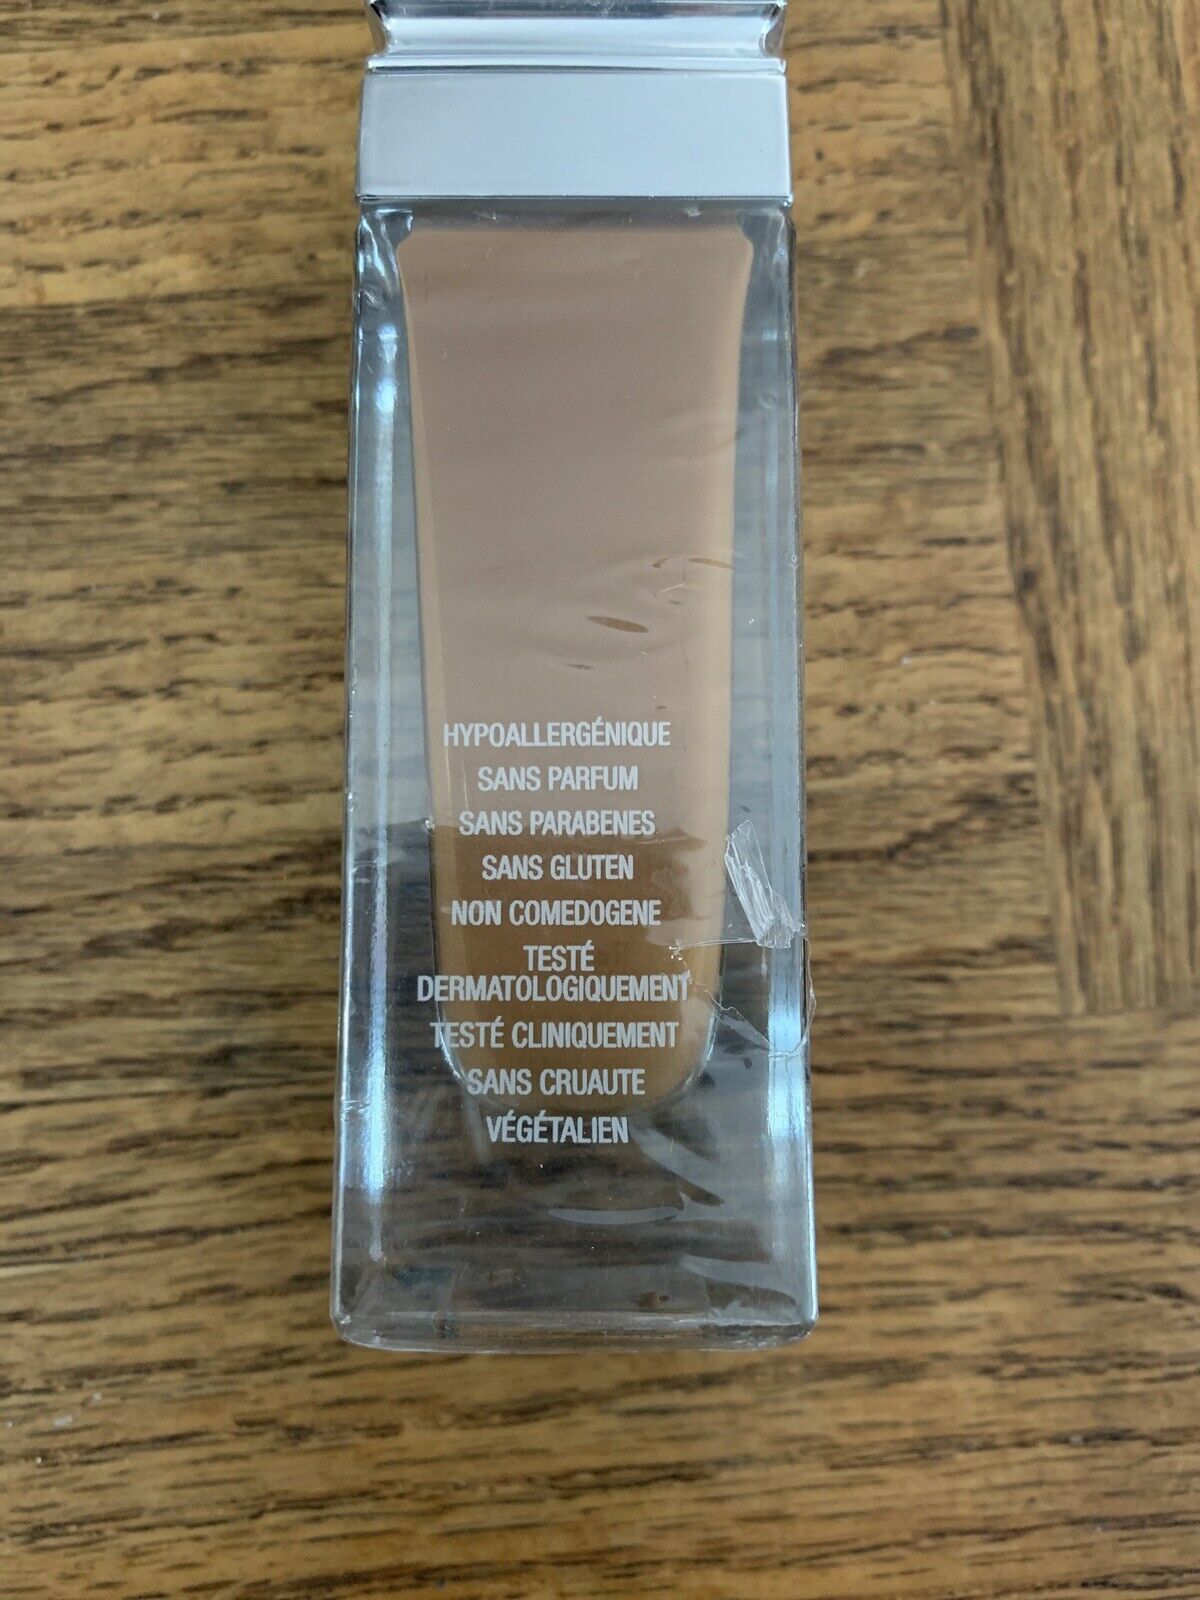 HYPOALLERGÉNIQUE
SANS PARFUM
SANS PARABENES
SANS GLUTEN
NON COMEDOGENE
TESTÉ
DERMATOLOGIQUEMENT
TESTÉ CLINIQUEMENT
SANS CRUAUTE
VÉGÉTALIEN